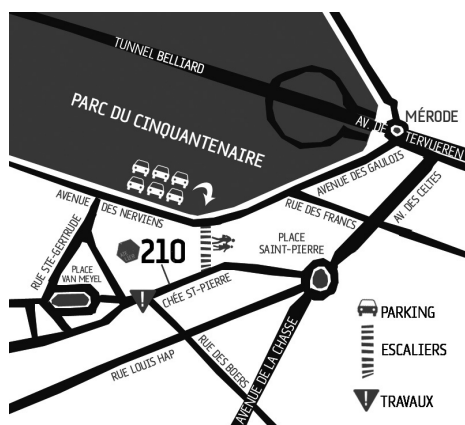 TUNNEL BELLIARD
MÉRODE
PARC DU CINQUANTENAIRE
AV. DE TERVUEREN
AVENUE DES GAULOIS
AV. DES CELTES
AVENUE DES NERVIENS
RUE DES FRANCS
RUE STE-GERTRUDE
210
PLACE
SAINT-PIERRE
PLACE
VAN MEYEL
CHÉE ST-PIERRE
PARKING
ESCALIERS
RUE LOUIS HAP
RUE DES BOERS
AVENUE DE LA CHASSE
TRAVAUX